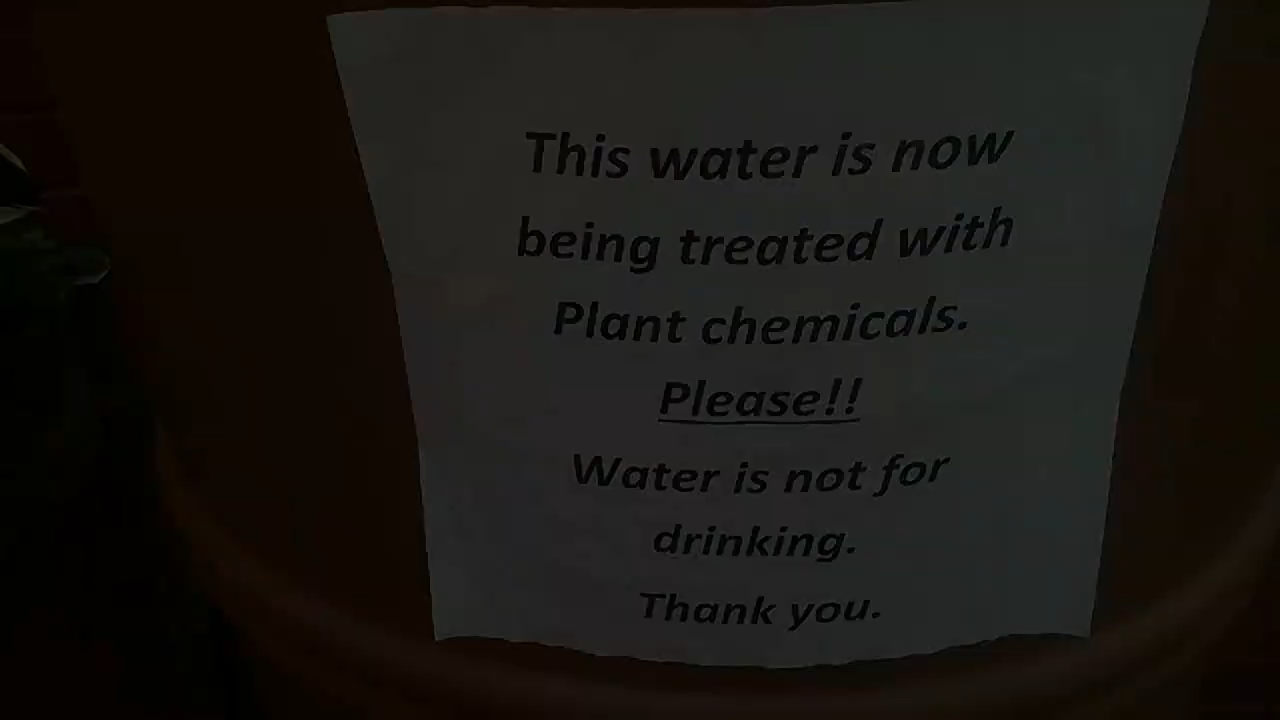 This water is now
being treated with
Plant chemicals.
Please!!
Water is not for
drinking.
Thank you.